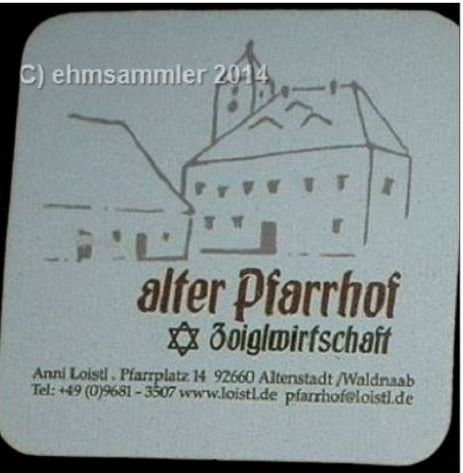 C) ehmsammler 2014
alter Pfarrhof
Zoiglwirtschaft
Anni Loistl . Pfarrplatz 14 92660 Altenstadt /Waldnaab
Tel: +49 (0)9681 - 3507 www.loistl.de pfarrhof@loistl.de